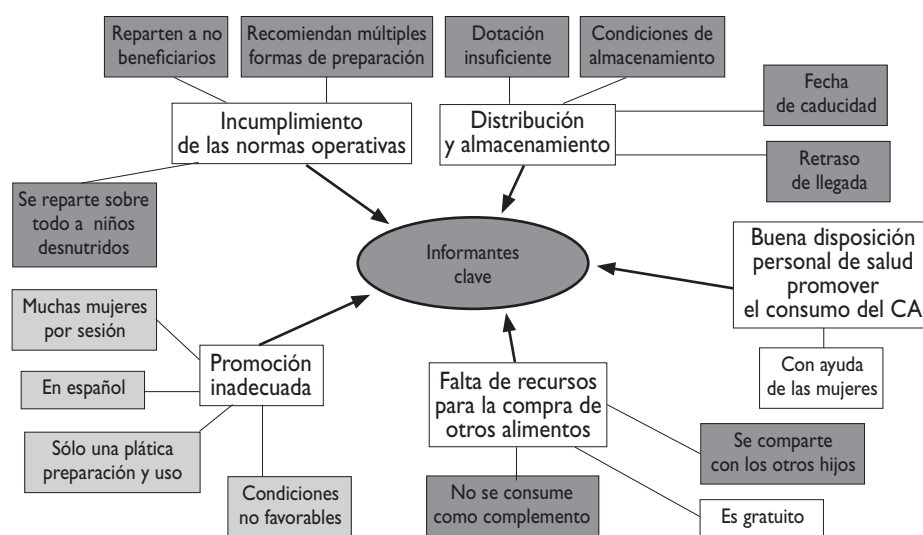 Reparten a no
beneficiarios
Recomiendan múltiples
formas de preparación
Dotación
insuficiente
Condiciones de
almacenamiento
Fecha
de caducidad
Incumplimiento
de las normas operativas
Distribución
y almacenamiento
Retraso
de llegada
Se reparte sobre
todo a niños
desnutridos
Informantes
clave
Buena disposición
personal de salud
promover
el consumo del CA
Muchas mujeres
por sesión
Promoción
inadecuada
En español
Con ayuda
de las mujeres
Falta de recursos
para la compra de
otros alimentos
Sólo una plática
preparación y uso
Se comparte
con los otros hijos
Condiciones
no favorables
No se consume
como complemento
Es gratuito